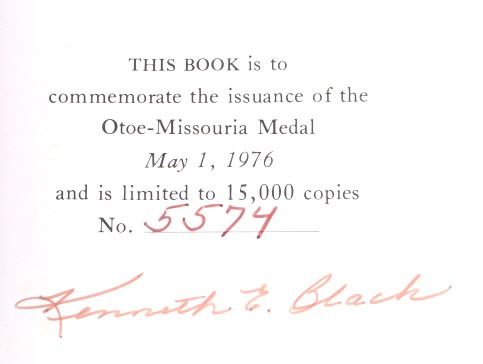 THIS BOOK is to
commemorate the issuance of the
Otoe-Missouria Medal
May 1, 1976
and is limited to 15,000 copies
No. 5574
Kenneth E. Black